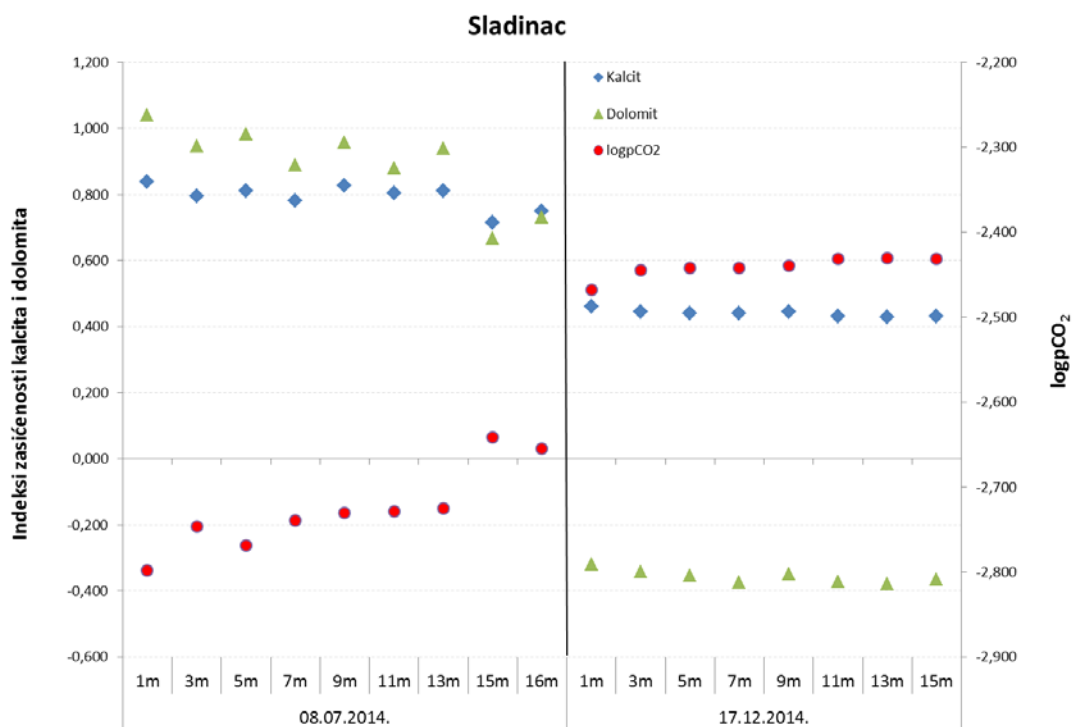 Sladinac
Indeksi zasićenosti kalcita i dolomita
1,200
1,000
0,800
0,600
0,400
0,200
0,000
-0,200
-0,400
-0,600
Kalcit
Dolomit
logpCO2
-2,200
-2,300
-2,400
-2,500
-2,600
-2,700
-2,800
-2,900
logpCO₂
1m 3m 5m 7m 9m 11m 13m 15m 16m 1m 3m 5m 7m 9m 11m 13m 15m
08.07.2014. 17.12.2014.